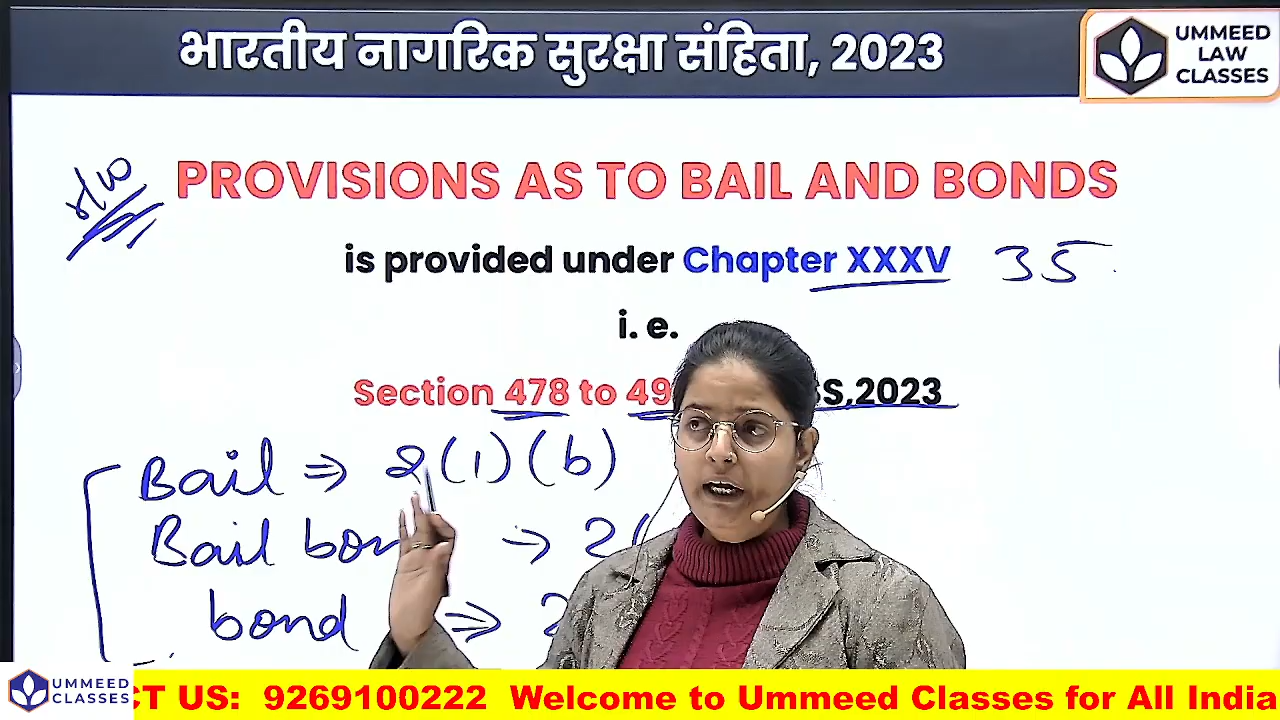 भारतीय नागरिक सुरक्षा संहिता, 2023
UMMEED
LAW
CLASSES
PROVISIONS AS TO BAIL AND BONDS
is provided under Chapter XXXV 35
i. e.
Section 478 to 49 S,2023
Bail ⇒ 2(1)(b)
Bail bon → 2(
bond ⇒ 2
UMMEED
CLASSES
CT US: 9269100222 Welcome to Ummeed Classes for All India